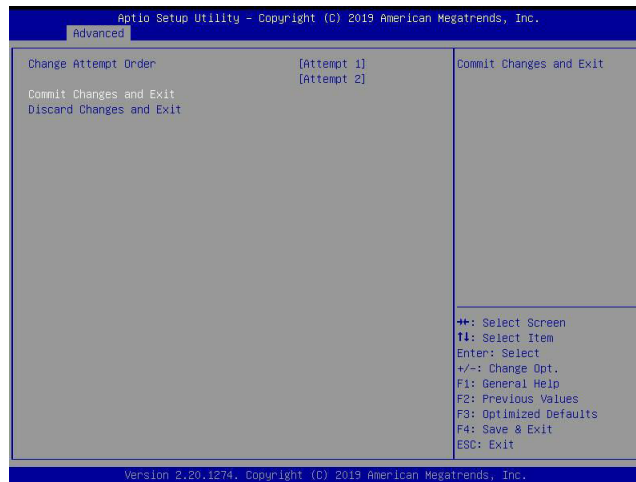 Aptio Setup Utility – Copyright (C) 2019 American Megatrends, Inc.
Advanced
Change Attempt Order [Attempt 1]
[Attempt 2]
Commit Changes and Exit
Discard Changes and Exit
Commit Changes and Exit
→←: Select Screen
↑↓: Select Item
Enter: Select
+/-: Change Opt.
F1: General Help
F2: Previous Values
F3: Optimized Defaults
F4: Save & Exit
ESC: Exit
Version 2.20.1274. Copyright (C) 2019 American Megatrends, Inc.